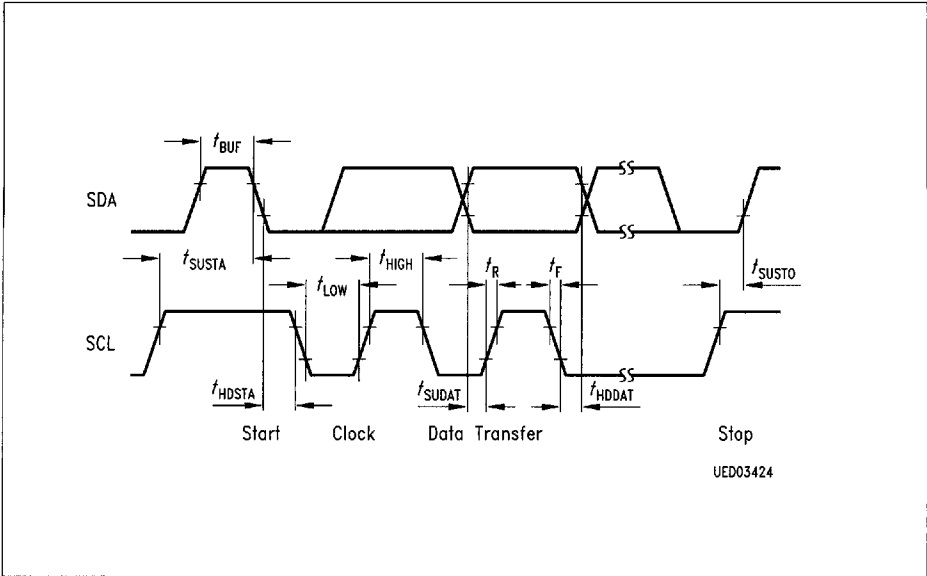 tBUF
SDA
tSUSTA
tHIGH
tLOW
tR
tF
tSUSTO
SCL
tHDSTA
tSUDAT
tHDDAT
Start
Clock
Data Transfer
Stop
UED03424